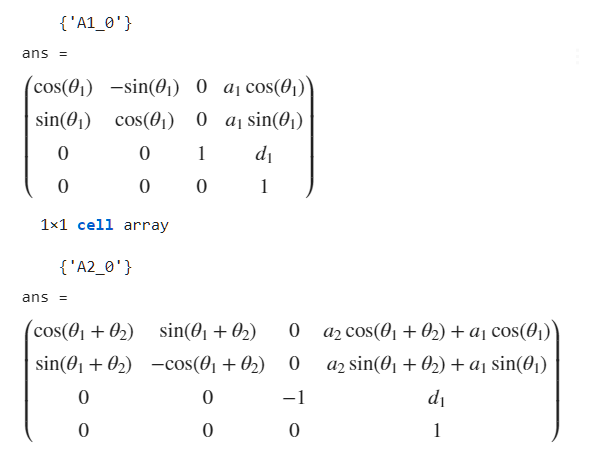 {'A1_0'}
ans =
cos(θ₁) −sin(θ₁) 0 a₁ cos(θ₁)
sin(θ₁) cos(θ₁) 0 a₁ sin(θ₁)
0 0 1 d₁
0 0 0 1
1×1 cell array
{'A2_0'}
ans =
cos(θ₁ + θ₂) sin(θ₁ + θ₂) 0 a₂ cos(θ₁ + θ₂) + a₁ cos(θ₁)
sin(θ₁ + θ₂) −cos(θ₁ + θ₂) 0 a₂ sin(θ₁ + θ₂) + a₁ sin(θ₁)
0 0 −1 d₁
0 0 0 1